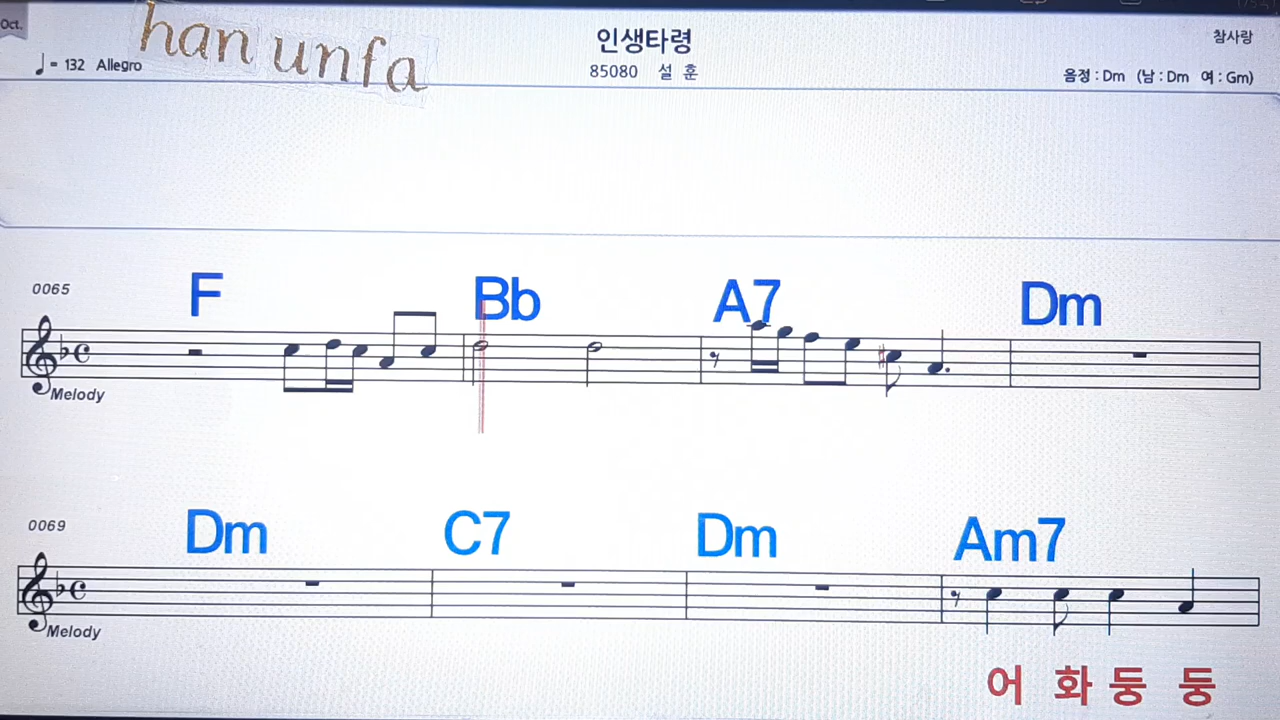 Oct.
han unfa
인생타령
참사랑
♩= 132 Allegro
85080 설 훈
음정 : Dm (남 : Dm 여 : Gm)
0065
F Bb A7 Dm
Melody
0069
Dm C7 Dm Am7
Melody
어 화 둥 둥